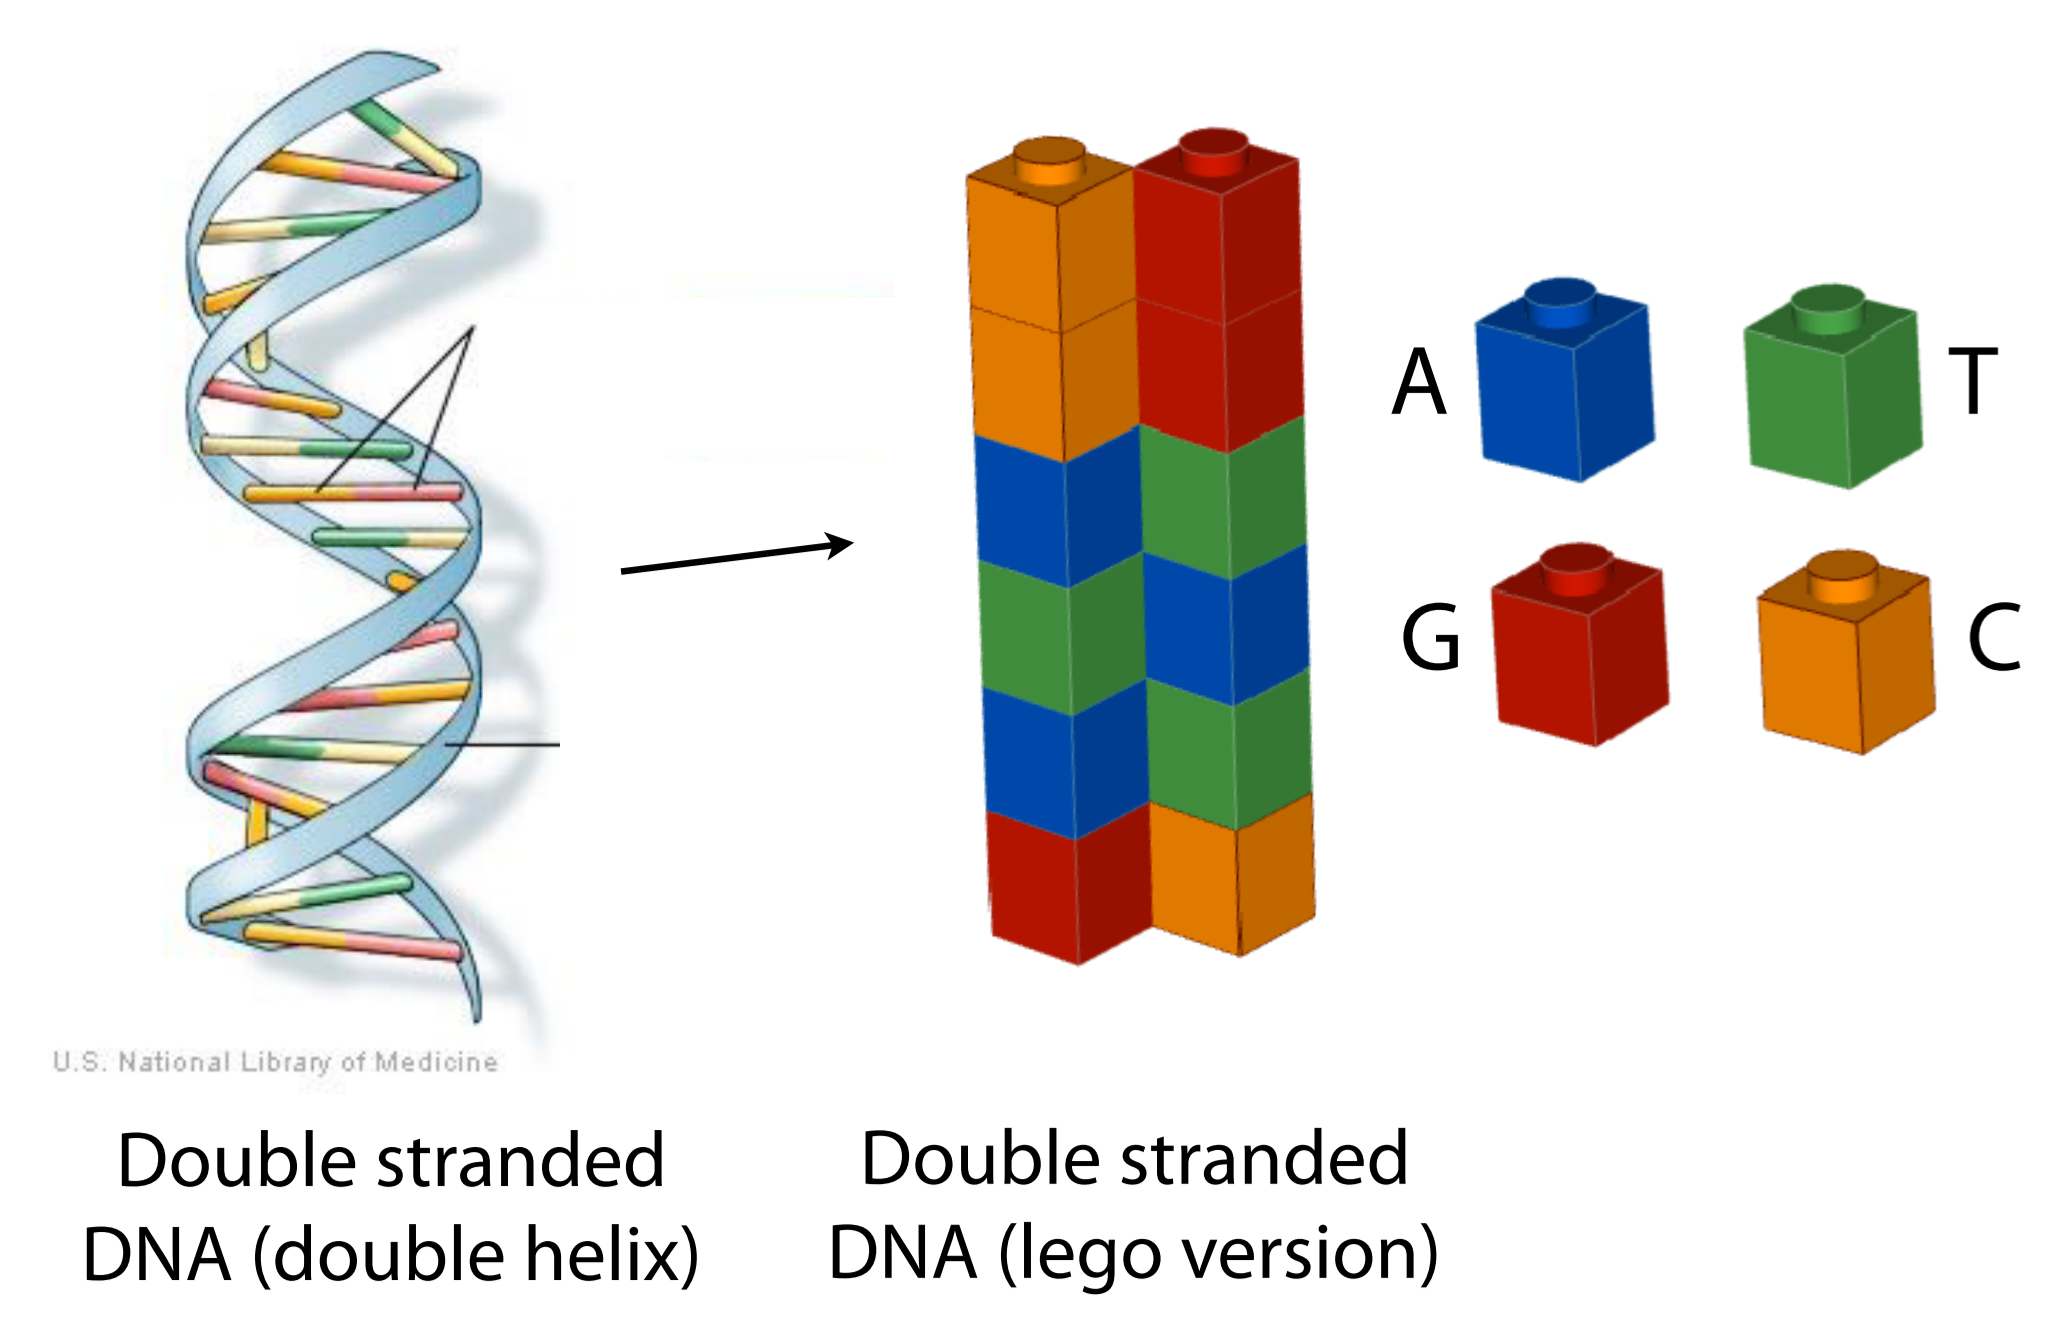 A
T
G
C
U.S. National Library of Medicine
Double stranded
DNA (double helix)
Double stranded
DNA (lego version)